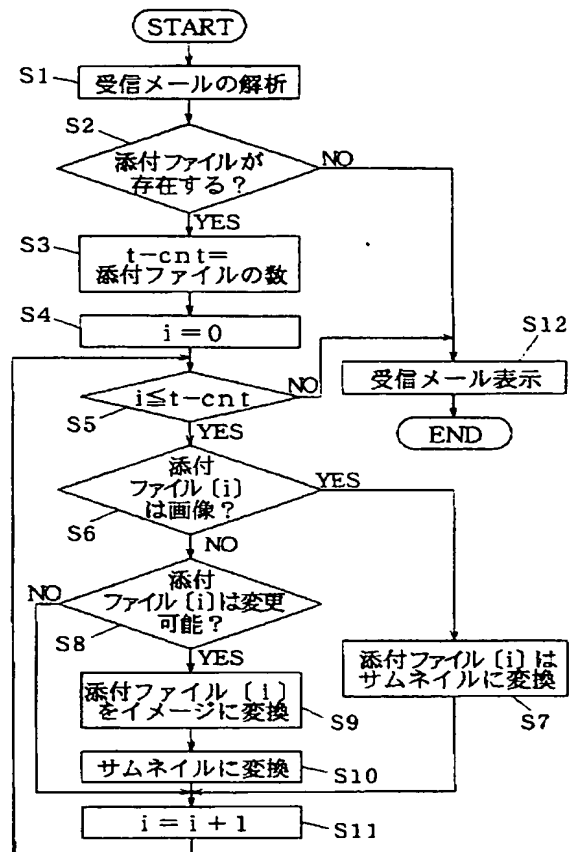 START
S1
受信メールの解析
S2
添付ファイルが
存在する？
NO
YES
S3
t-cnt=
添付ファイルの数
S4
i=0
S12
受信メール表示
END
i≦t-cnt
NO
S5
YES
添付
ファイル〔i〕
は画像？
YES
S6
NO
添付
ファイル〔i〕は変更
可能？
NO
S8
YES
添付ファイル〔i〕は
サムネイルに変換
S7
添付ファイル〔i〕
をイメージに変換
S9
サムネイルに変換
S10
i=i+1
S11